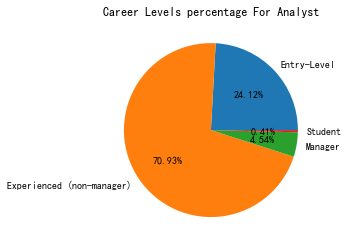 Career Levels percentage For Analyst
Entry-Level
24.12%
0.41%
Student
4.54%
Manager
70.93%
Experienced (non-manager)